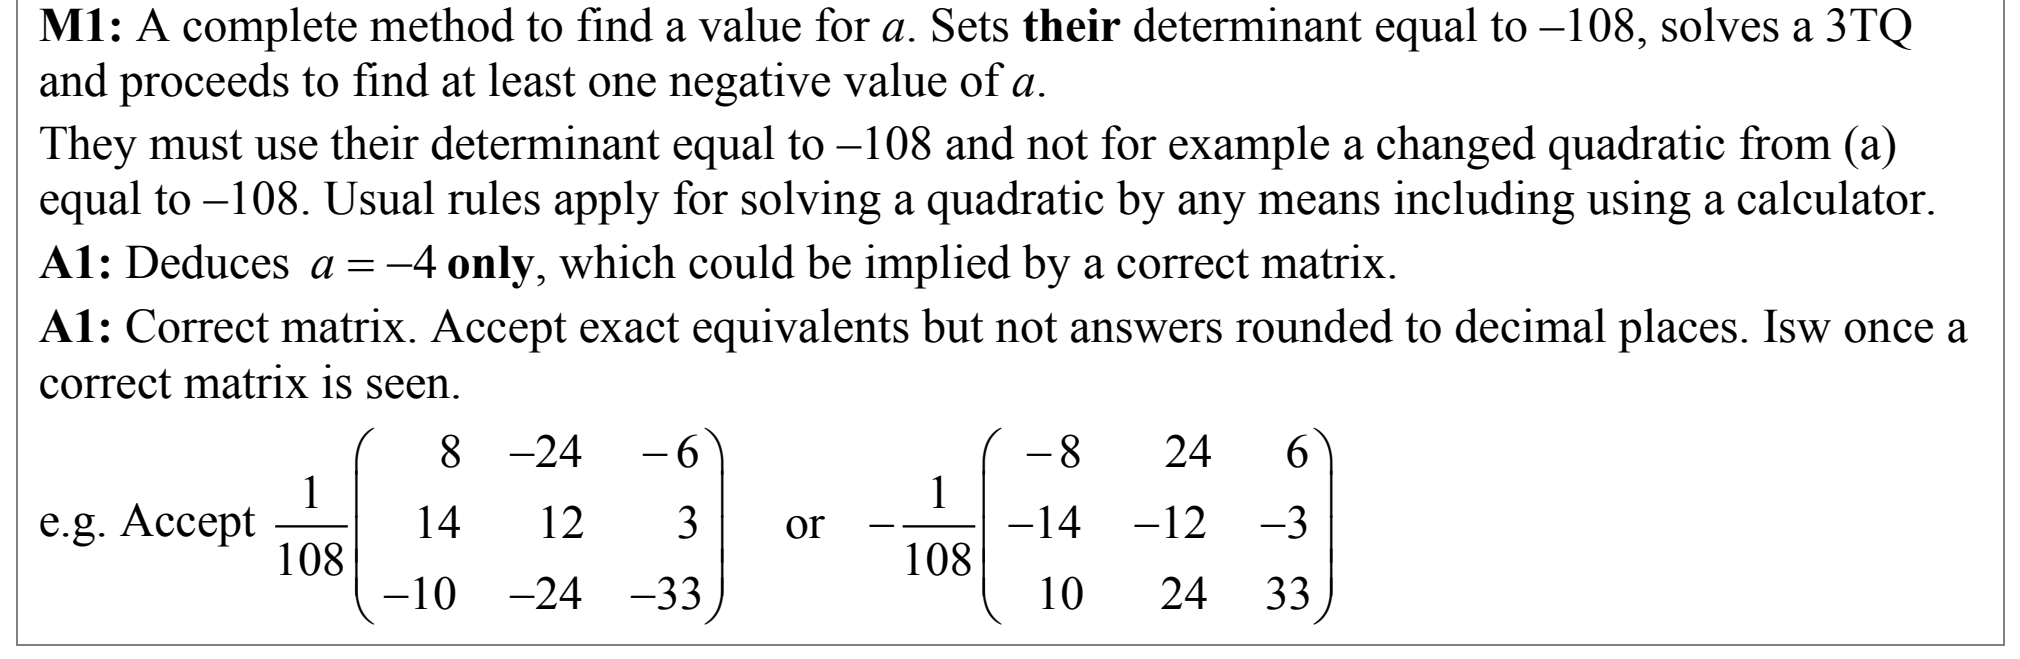 M1: A complete method to find a value for a. Sets their determinant equal to –108, solves a 3TQ
and proceeds to find at least one negative value of a.
They must use their determinant equal to –108 and not for example a changed quadratic from (a)
equal to –108. Usual rules apply for solving a quadratic by any means including using a calculator.
A1: Deduces a = –4 only, which could be implied by a correct matrix.
A1: Correct matrix. Accept exact equivalents but not answers rounded to decimal places. Isw once a
correct matrix is seen.
e.g. Accept 1/108 ( 8 –24 –6
14 12 3
–10 –24 –33 ) or – 1/108 ( –8 24 6
–14 –12 –3
10 24 33 )